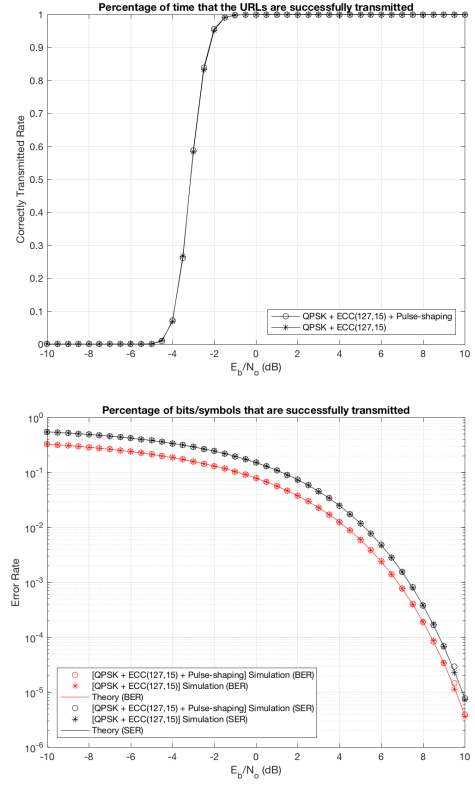 Percentage of time that the URLs are successfully transmitted
1
0.9
0.8
0.7
0.6
0.5
0.4
0.3
0.2
0.1
0
Correctly Transmitted Rate
QPSK + ECC(127,15) + Pulse-shaping
QPSK + ECC(127,15)
-10 -8 -6 -4 -2 0 2 4 6 8 10
E_b/N_o (dB)
Percentage of bits/symbols that are successfully transmitted
10^0
10^-1
10^-2
10^-3
10^-4
10^-5
10^-6
Error Rate
[QPSK + ECC(127,15) + Pulse-shaping] Simulation (BER)
[QPSK + ECC(127,15)] Simulation (BER)
Theory (BER)
[QPSK + ECC(127,15) + Pulse-shaping] Simulation (SER)
[QPSK + ECC(127,15)] Simulation (SER)
Theory (SER)
-10 -8 -6 -4 -2 0 2 4 6 8 10
E_b/N_o (dB)